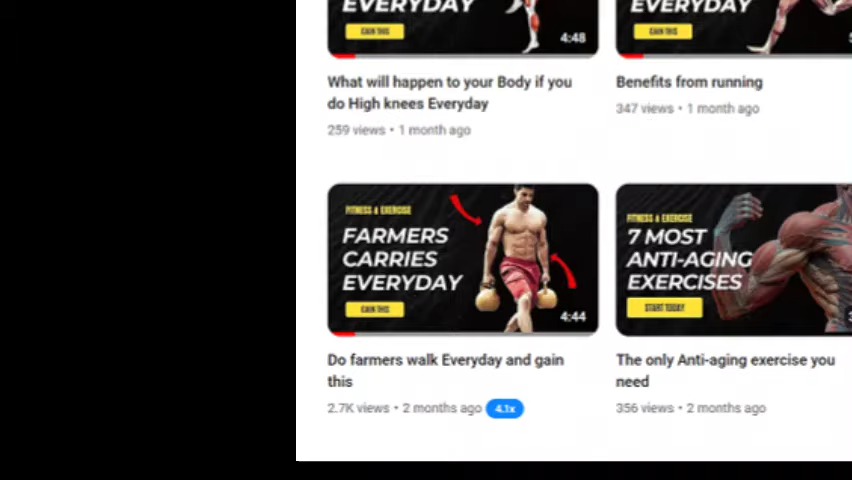 EVERYDAY
GAIN THIS
4:48
EVERYDAY
GAIN THIS
What will happen to your Body if you
do High knees Everyday
259 views • 1 month ago
Benefits from running
347 views • 1 month ago
FITNESS & EXERCISE
FARMERS
CARRIES
EVERYDAY
GAIN THIS
4:44
FITNESS & EXERCISE
7 MOST
ANTI-AGING
EXERCISES
START TODAY
Do farmers walk Everyday and gain
this
2.7K views • 2 months ago 4.1x
The only Anti-aging exercise you
need
356 views • 2 months ago